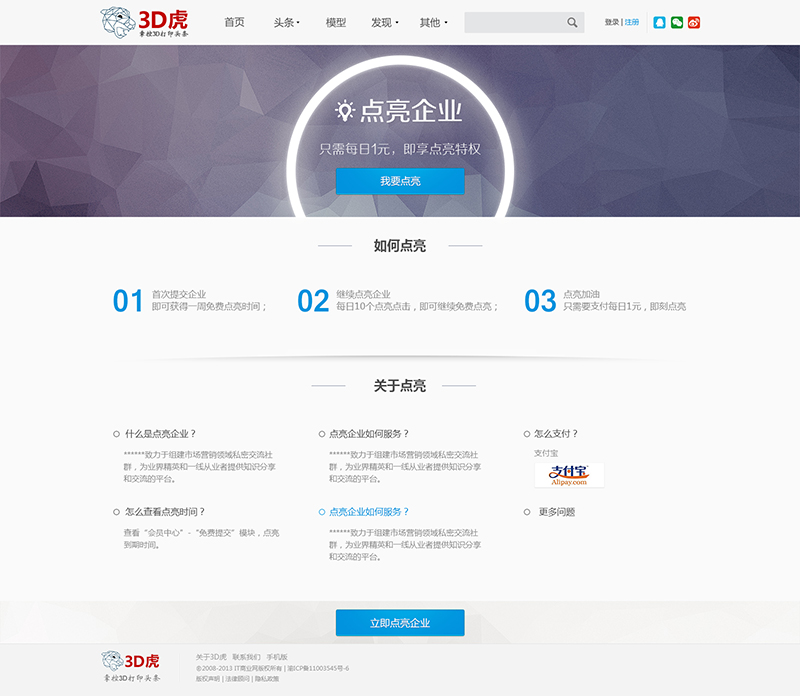 3D虎
掌控3D打印头条
首页
头条
模型
发现
其他
登录 | 注册
点亮企业
只需每日1元，即享点亮特权
我要点亮
如何点亮
01 首次提交企业
即可获得一周免费点亮时间；
02 继续点亮企业
每日10个点亮点击，即可继续免费点亮；
03 点亮加油
只需要支付每日1元，即刻点亮
关于点亮
什么是点亮企业？
******致力于组建市场营销领域私密交流社
群，为业界精英和一线从业者提供知识分享
和交流的平台。
点亮企业如何服务？
******致力于组建市场营销领域私密交流社
群，为业界精英和一线从业者提供知识分享
和交流的平台。
怎么支付？
支付宝
支付宝
Alipay.com
怎么查看点亮时间？
查看“会员中心”-“免费提交”模块，点亮
到期时间。
点亮企业如何服务？
******致力于组建市场营销领域私密交流社
群，为业界精英和一线从业者提供知识分享
和交流的平台。
更多问题
立即点亮企业
3D虎
掌控3D打印头条
关于3D虎 联系我们 手机版
©2008-2013 IT商业网版权所有 | 渝ICP备11003545号-6
版权声明 | 法律顾问 | 隐私政策